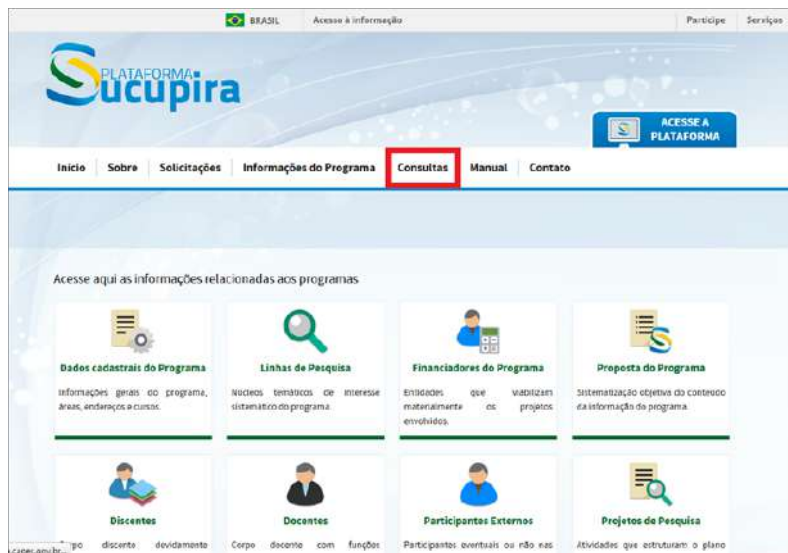 BRASIL Acesso à informação Participe Serviços
PLATAFORMA
Sucupira
ACESSE A
PLATAFORMA
Início Sobre Solicitações Informações do Programa Consultas Manual Contato
Acesse aqui as informações relacionadas aos programas
Dados cadastrais do Programa
Informações gerais do programa,
áreas, endereços e cursos.
Linhas de Pesquisa
Núcleos temáticos de interesse
sistemático do programa.
Financiadores do Programa
Entidades que viabilizam
materialmente os projetos
envolvidos.
Proposta do Programa
Sistematização objetiva do conteúdo
da informação do programa.
Discentes
discente devidamente
Docentes
Corpo docente com funções
Participantes Externos
Participantes eventuais ou não nas
Projetos de Pesquisa
Atividades que estruturam o plano